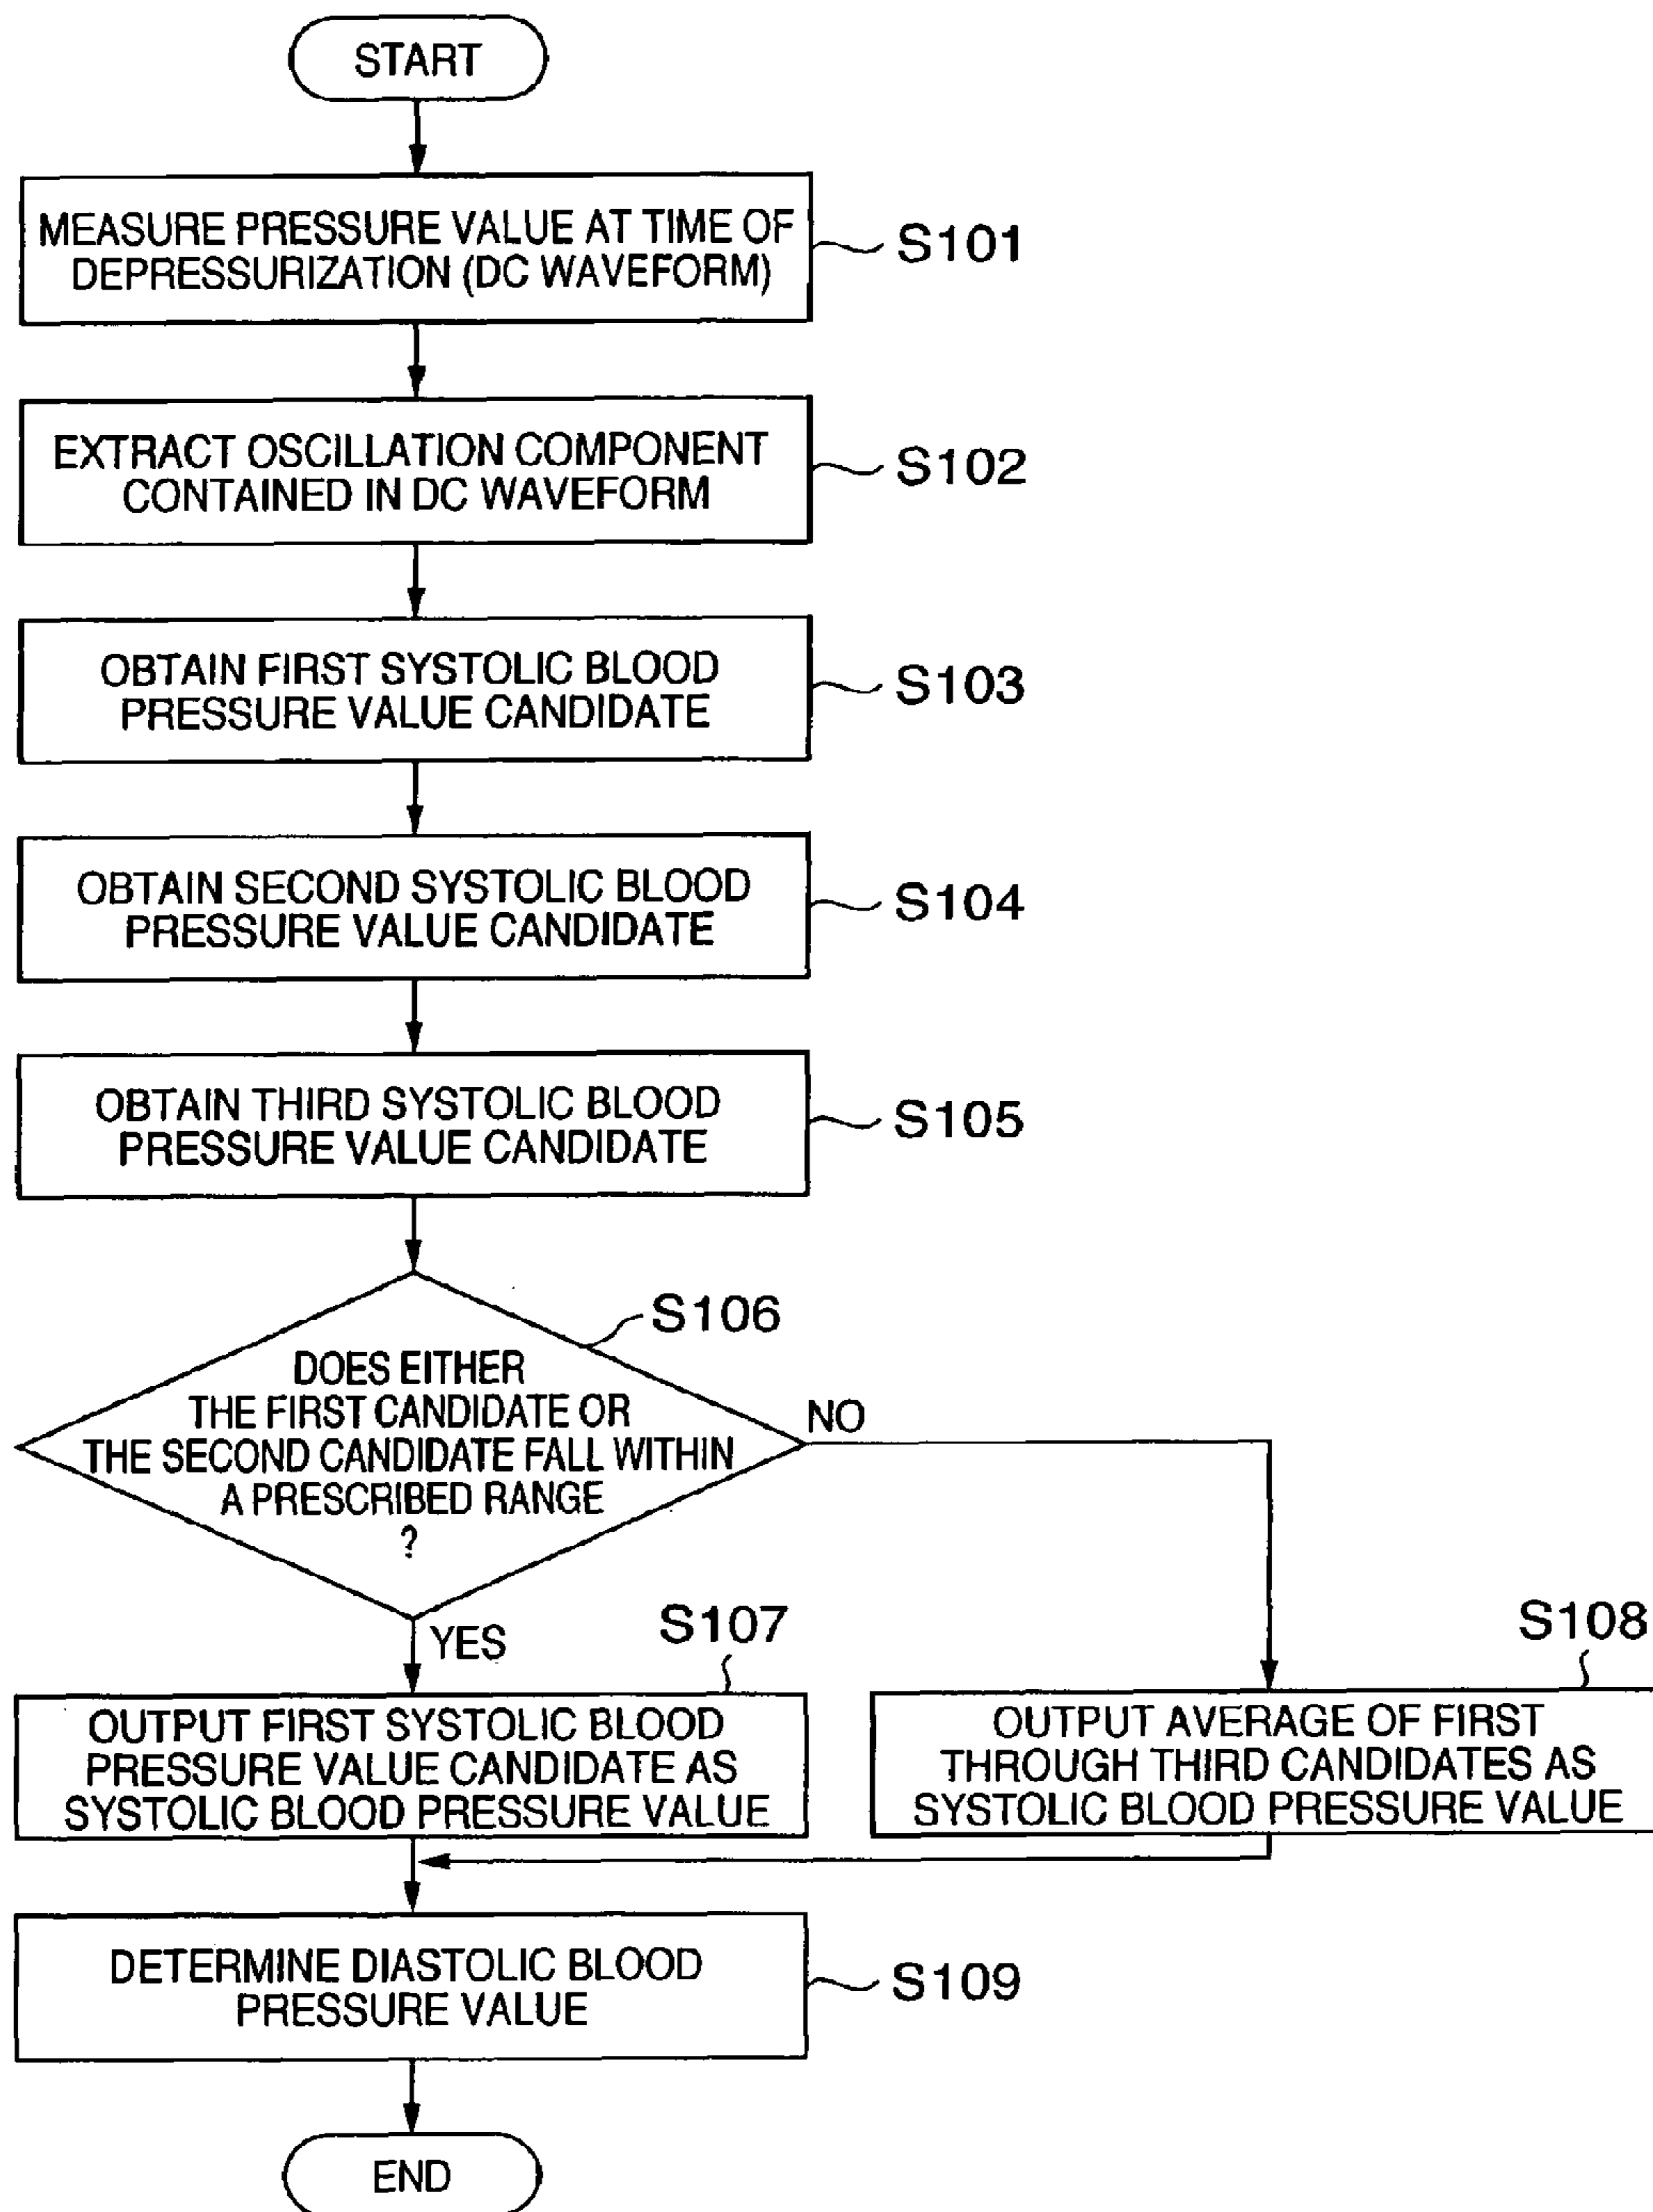 START
MEASURE PRESSURE VALUE AT TIME OF
DEPRESSURIZATION (DC WAVEFORM)
S101
EXTRACT OSCILLATION COMPONENT
CONTAINED IN DC WAVEFORM
S102
OBTAIN FIRST SYSTOLIC BLOOD
PRESSURE VALUE CANDIDATE
S103
OBTAIN SECOND SYSTOLIC BLOOD
PRESSURE VALUE CANDIDATE
S104
OBTAIN THIRD SYSTOLIC BLOOD
PRESSURE VALUE CANDIDATE
S105
S106
DOES EITHER
THE FIRST CANDIDATE OR
THE SECOND CANDIDATE FALL WITHIN
A PRESCRIBED RANGE
?
NO
YES
S107
OUTPUT FIRST SYSTOLIC BLOOD
PRESSURE VALUE CANDIDATE AS
SYSTOLIC BLOOD PRESSURE VALUE
S108
OUTPUT AVERAGE OF FIRST
THROUGH THIRD CANDIDATES AS
SYSTOLIC BLOOD PRESSURE VALUE
DETERMINE DIASTOLIC BLOOD
PRESSURE VALUE
S109
END